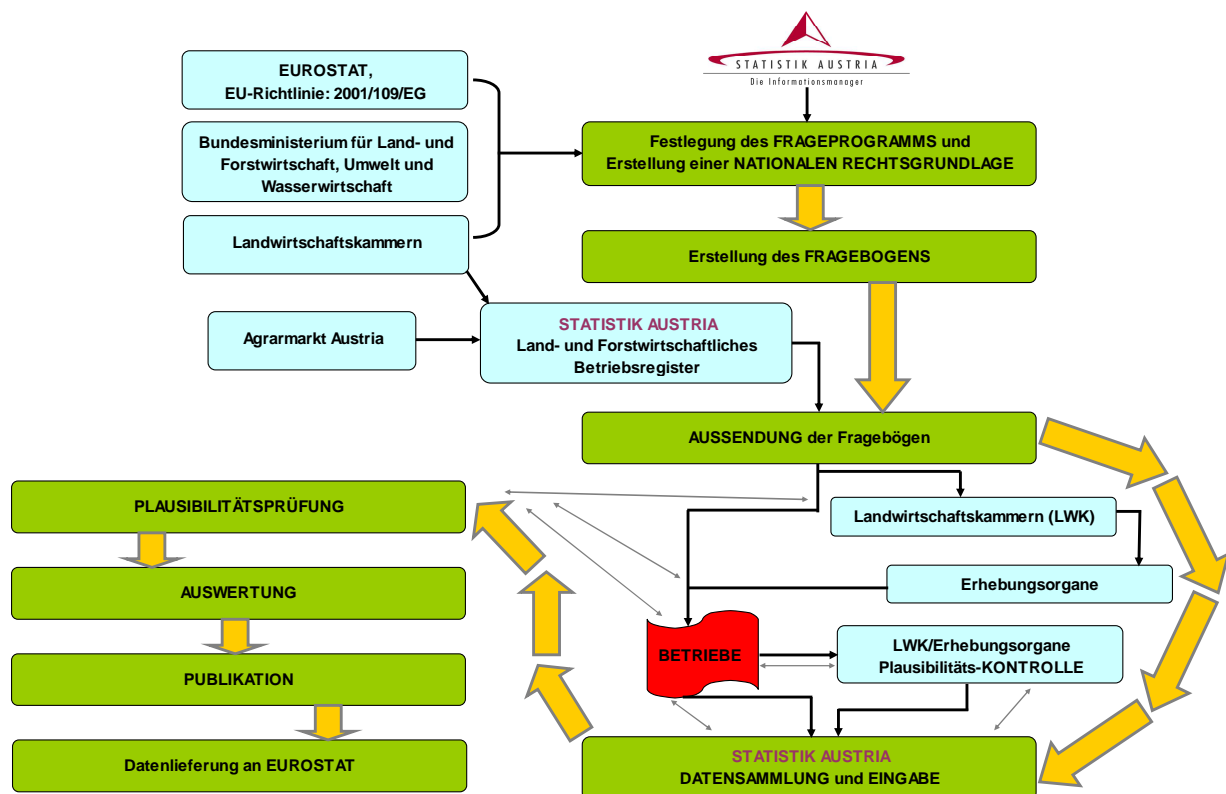 STATISTIK AUSTRIA
Die Informationsmanager
EUROSTAT,
EU-Richtlinie: 2001/109/EG
Bundesministerium für Land- und
Forstwirtschaft, Umwelt und
Wasserwirtschaft
Landwirtschaftskammern
Festlegung des FRAGEPROGRAMMS und
Erstellung einer NATIONALEN RECHTSGRUNDLAGE
Erstellung des FRAGEBOGENS
Agrarmarkt Austria
STATISTIK AUSTRIA
Land- und Forstwirtschaftliches
Betriebsregister
AUSSENDUNG der Fragebögen
Landwirtschaftskammern (LWK)
Erhebungsorgane
BETRIEBE
LWK/Erhebungsorgane
Plausibilitäts-KONTROLLE
STATISTIK AUSTRIA
DATENSAMMLUNG und EINGABE
PLAUSIBILITÄTSPRÜFUNG
AUSWERTUNG
PUBLIKATION
Datenlieferung an EUROSTAT